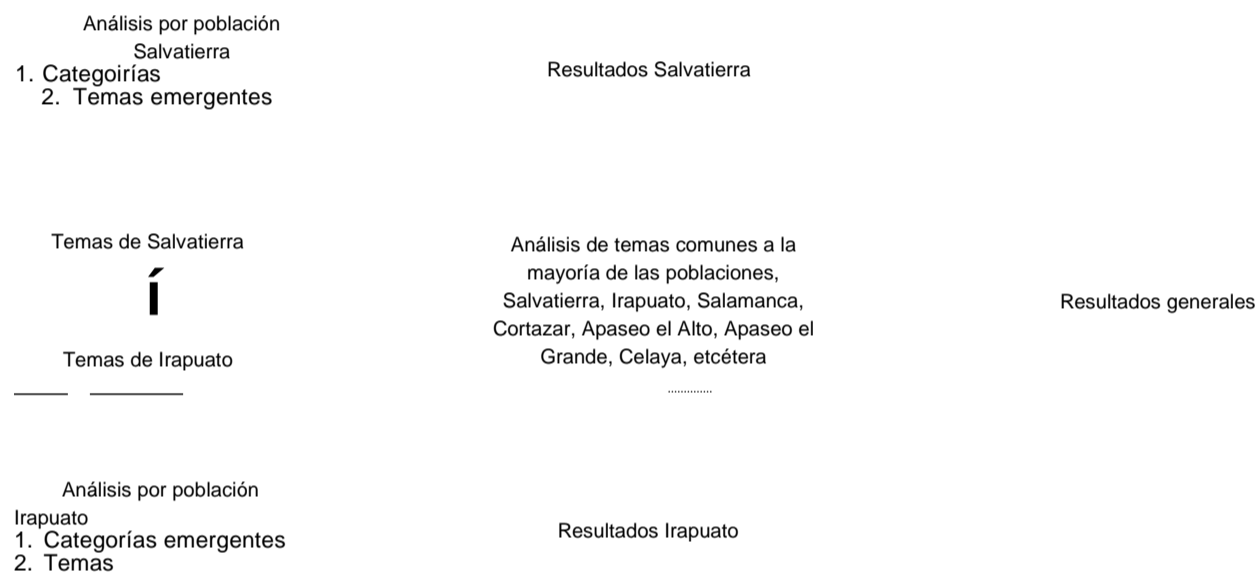 Análisis por población
Salvatierra
1. Categoirías
2. Temas emergentes
Resultados Salvatierra
Temas de Salvatierra
í
Temas de Irapuato
Análisis de temas comunes a la
mayoría de las poblaciones,
Salvatierra, Irapuato, Salamanca,
Cortazar, Apaseo el Alto, Apaseo el
Grande, Celaya, etcétera
Resultados generales
Análisis por población
Irapuato
1. Categorías emergentes
2. Temas
Resultados Irapuato